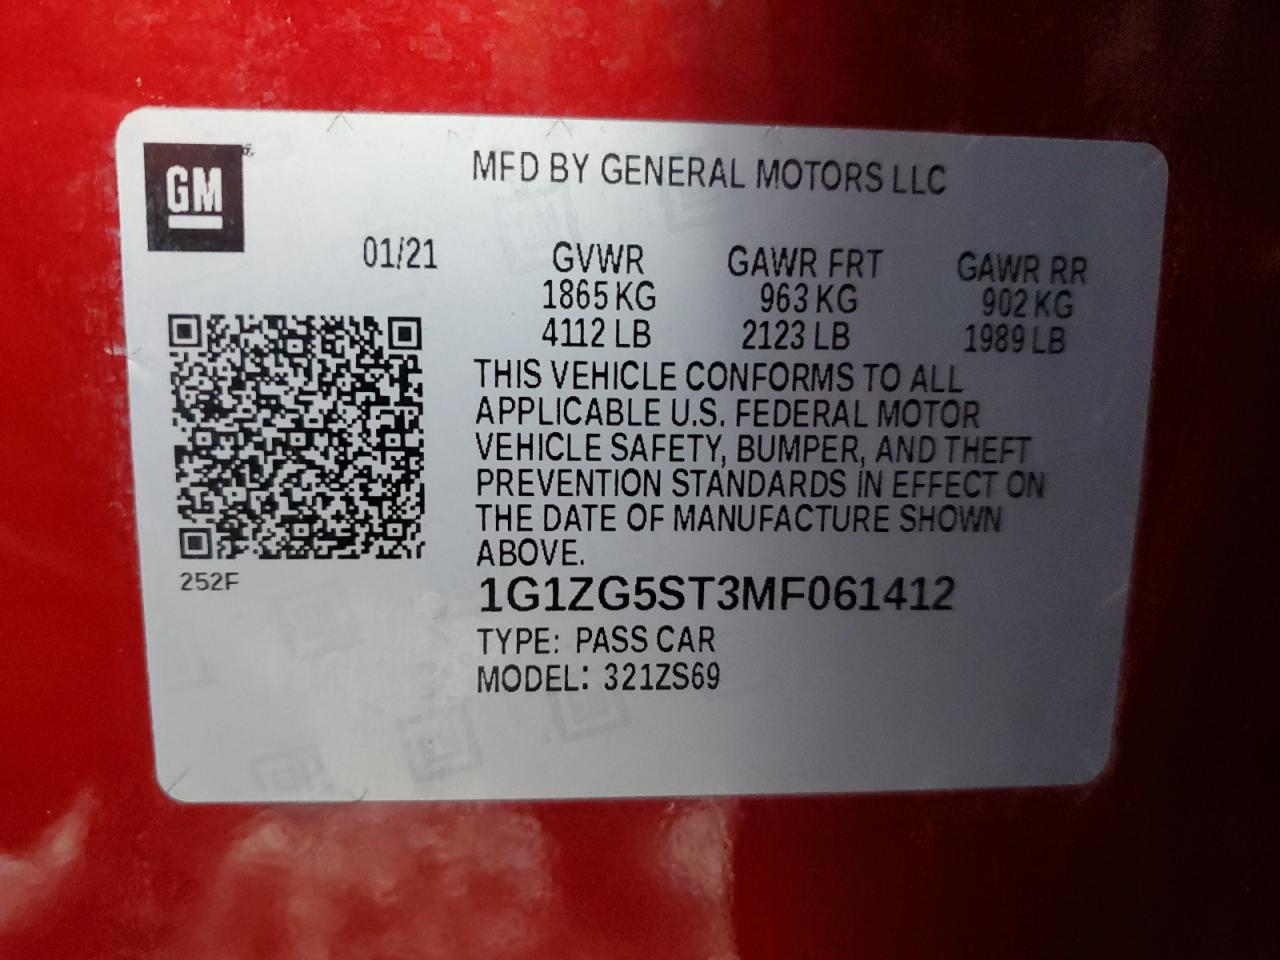 GM
MFD BY GENERAL MOTORS LLC
01/21 GVWR GAWR FRT GAWR RR
1865 KG 963 KG 902 KG
4112 LB 2123 LB 1989 LB
THIS VEHICLE CONFORMS TO ALL
APPLICABLE U.S. FEDERAL MOTOR
VEHICLE SAFETY, BUMPER, AND THEFT
PREVENTION STANDARDS IN EFFECT ON
THE DATE OF MANUFACTURE SHOWN
ABOVE.
252F
1G1ZG5ST3MF061412
TYPE: PASS CAR
MODEL: 321ZS69